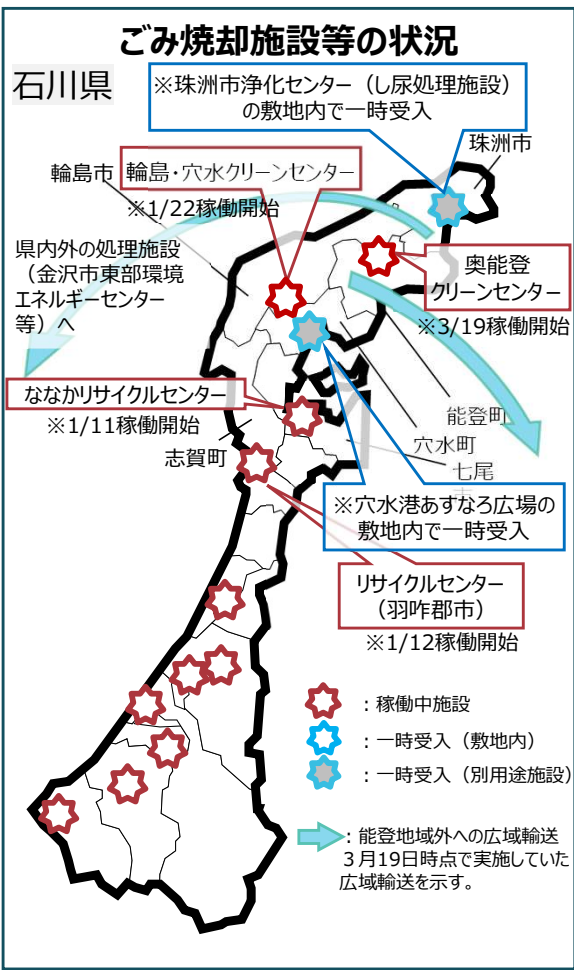 ごみ焼却施設等の状況
石川県
※珠洲市浄化センター（し尿処理施設）
の敷地内で一時受入
珠洲市
輪島市
輪島・穴水クリーンセンター
※1/22稼働開始
県内外の処理施設
（金沢市東部環境
エネルギーセンター
等）へ
奥能登
クリーンセンター
※3/19稼働開始
ななかリサイクルセンター
※1/11稼働開始
能登町
穴水町
志賀町
七尾
※穴水港あすなろ広場の
敷地内で一時受入
リサイクルセンター
（羽咋郡市）
※1/12稼働開始
：稼働中施設
：一時受入（敷地内）
：一時受入（別用途施設）
：能登地域外への広域輸送
３月19日時点で実施していた
広域輸送を示す。